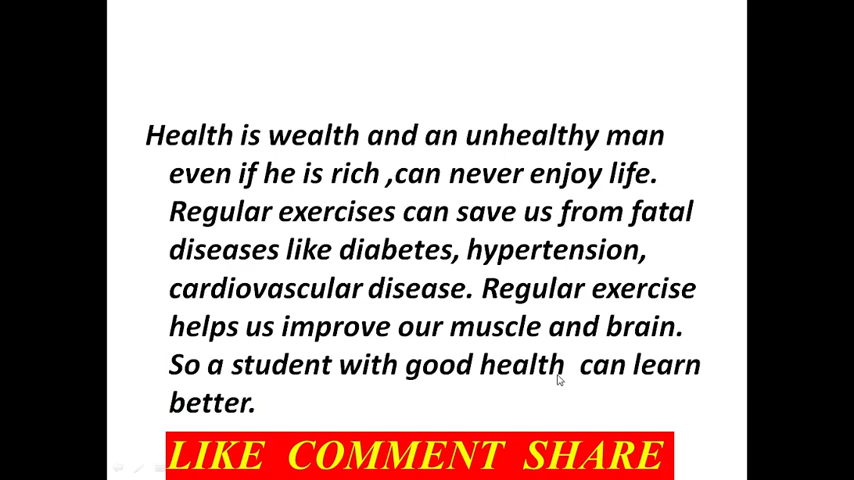 Health is wealth and an unhealthy man
even if he is rich ,can never enjoy life.
Regular exercises can save us from fatal
diseases like diabetes, hypertension,
cardiovascular disease. Regular exercise
helps us improve our muscle and brain.
So a student with good health  can learn
better.
LIKE COMMENT SHARE